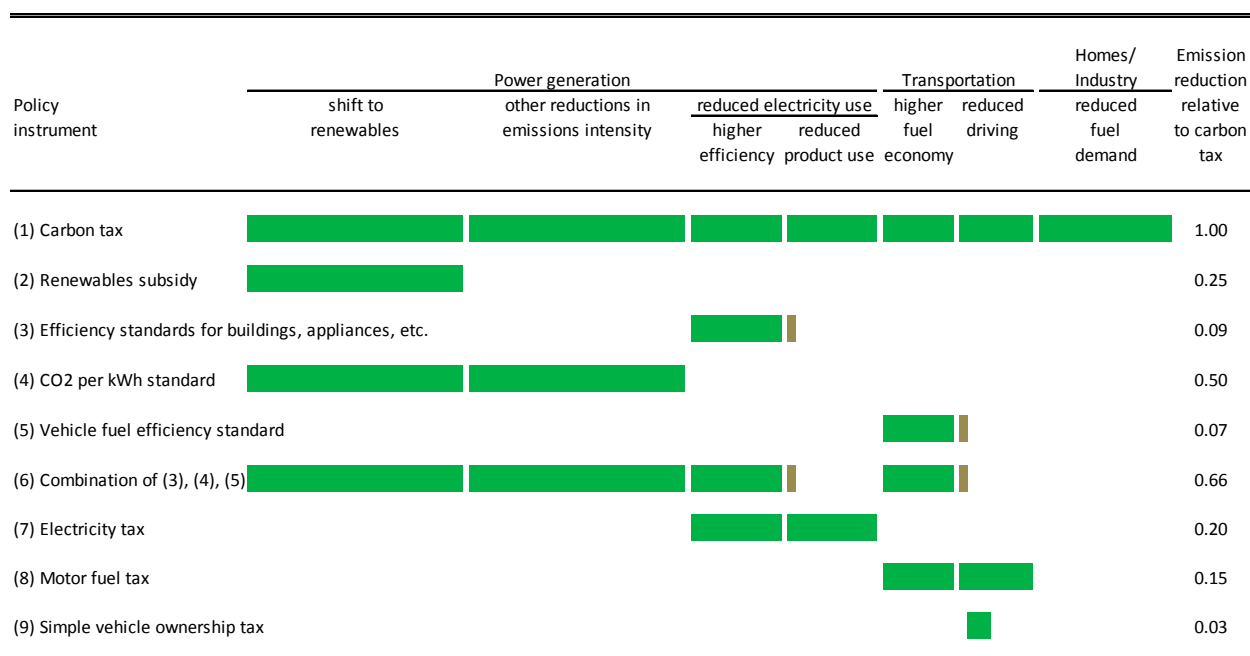 Homes/ Emission
Power generation Transportation Industry reduction
Policy shift to other reductions in reduced electricity use higher reduced reduced relative
instrument renewables emissions intensity higher reduced fuel driving fuel to carbon
efficiency product use economy demand tax
(1) Carbon tax 1.00
(2) Renewables subsidy 0.25
(3) Efficiency standards for buildings, appliances, etc. 0.09
(4) CO2 per kWh standard 0.50
(5) Vehicle fuel efficiency standard 0.07
(6) Combination of (3), (4), (5) 0.66
(7) Electricity tax 0.20
(8) Motor fuel tax 0.15
(9) Simple vehicle ownership tax 0.03